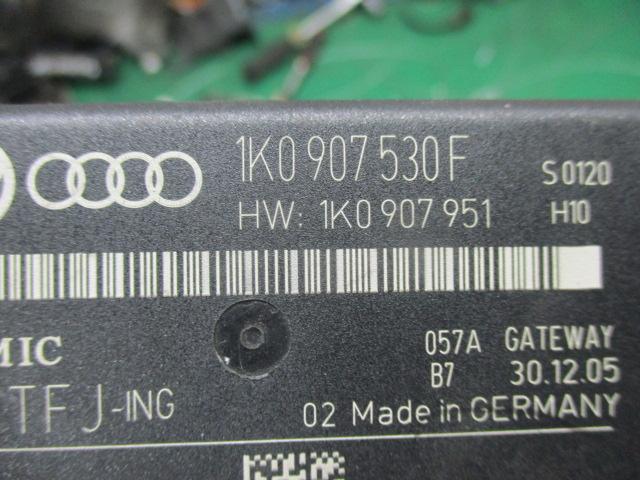 1K0 907 530 F
S 0120
HW: 1K0 907 951
H10
MIC
057A GATEWAY
B7 30.12.05
TF J-ING
02 Made in GERMANY